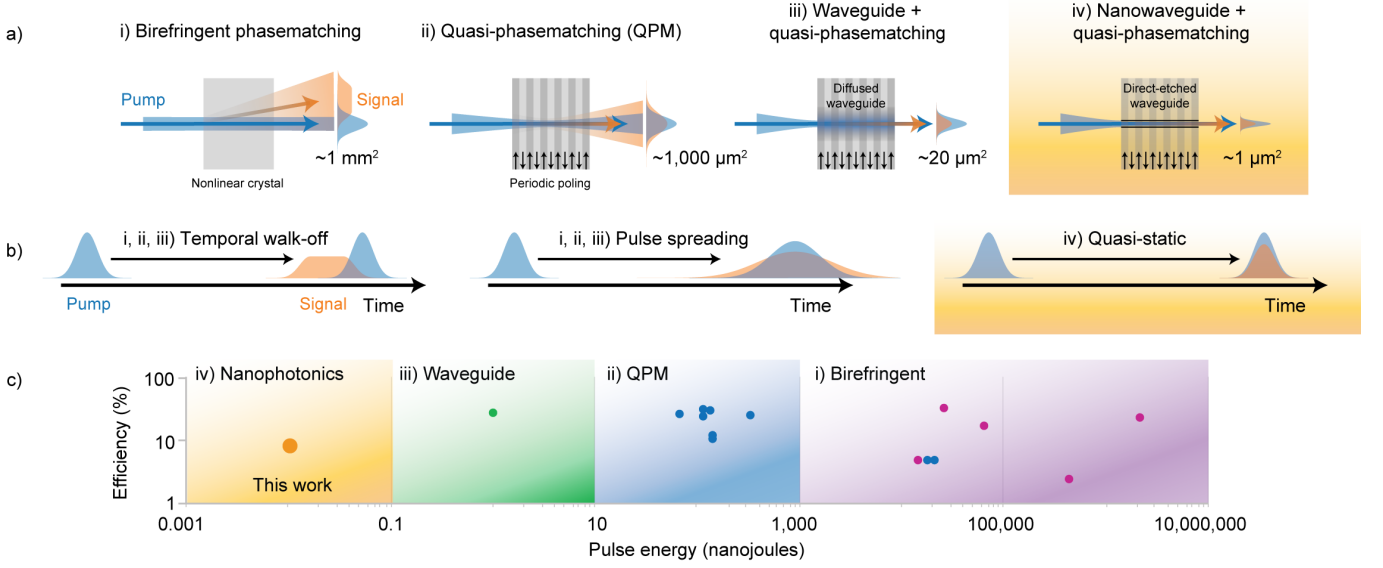 a)
i) Birefringent phasematching
Pump
Signal
~1 mm²
Nonlinear crystal
ii) Quasi-phasematching (QPM)
~1,000 μm²
Periodic poling
iii) Waveguide +
quasi-phasematching
Diffused
waveguide
~20 μm²
iv) Nanowaveguide +
quasi-phasematching
Direct-etched
waveguide
~1 μm²
b)
i, ii, iii) Temporal walk-off
Pump
Signal
Time
i, ii, iii) Pulse spreading
Time
iv) Quasi-static
Time
c)
Efficiency (%)
100
10
1
iv) Nanophotonics
This work
iii) Waveguide
ii) QPM
i) Birefringent
0.001
0.1
10
1,000
100,000
10,000,000
Pulse energy (nanojoules)